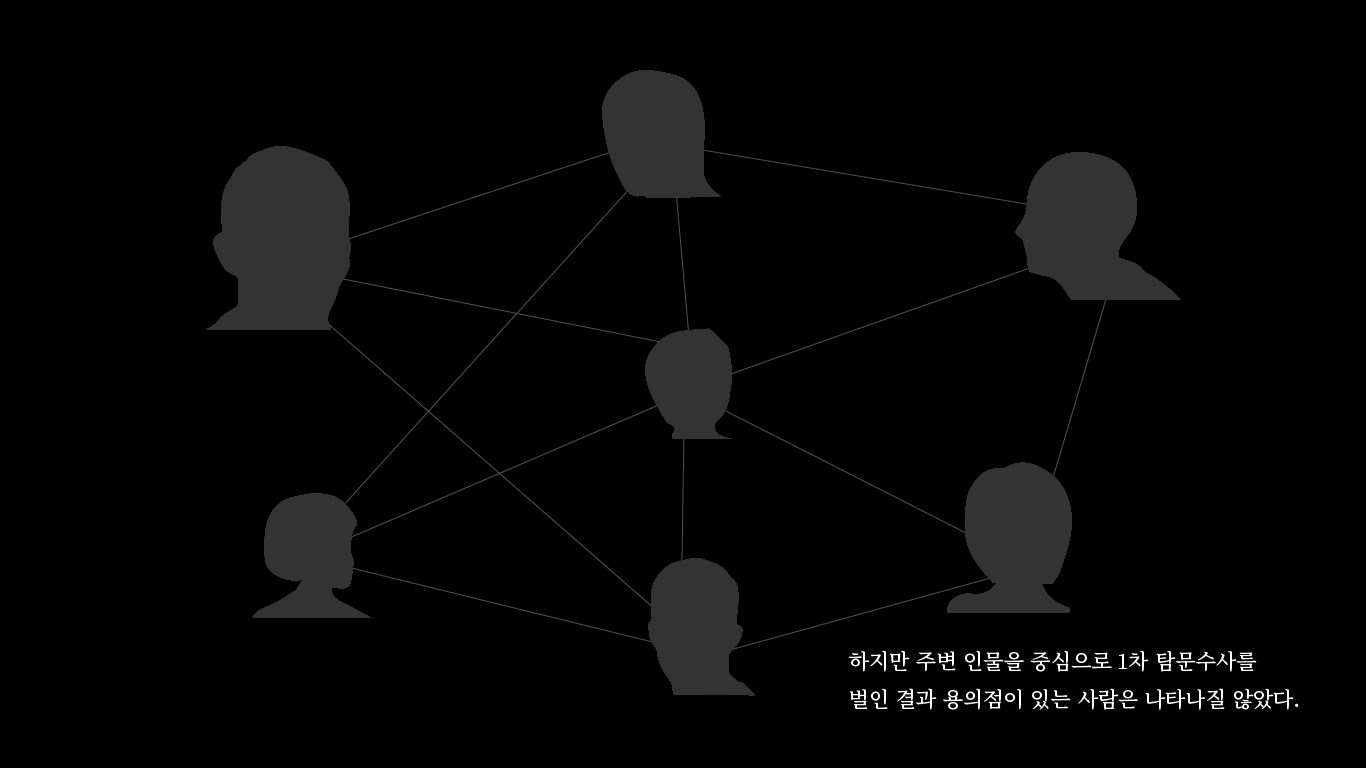 하지만 주변 인물을 중심으로 1차 탐문수사를
벌인 결과 용의점이 있는 사람은 나타나질 않았다.